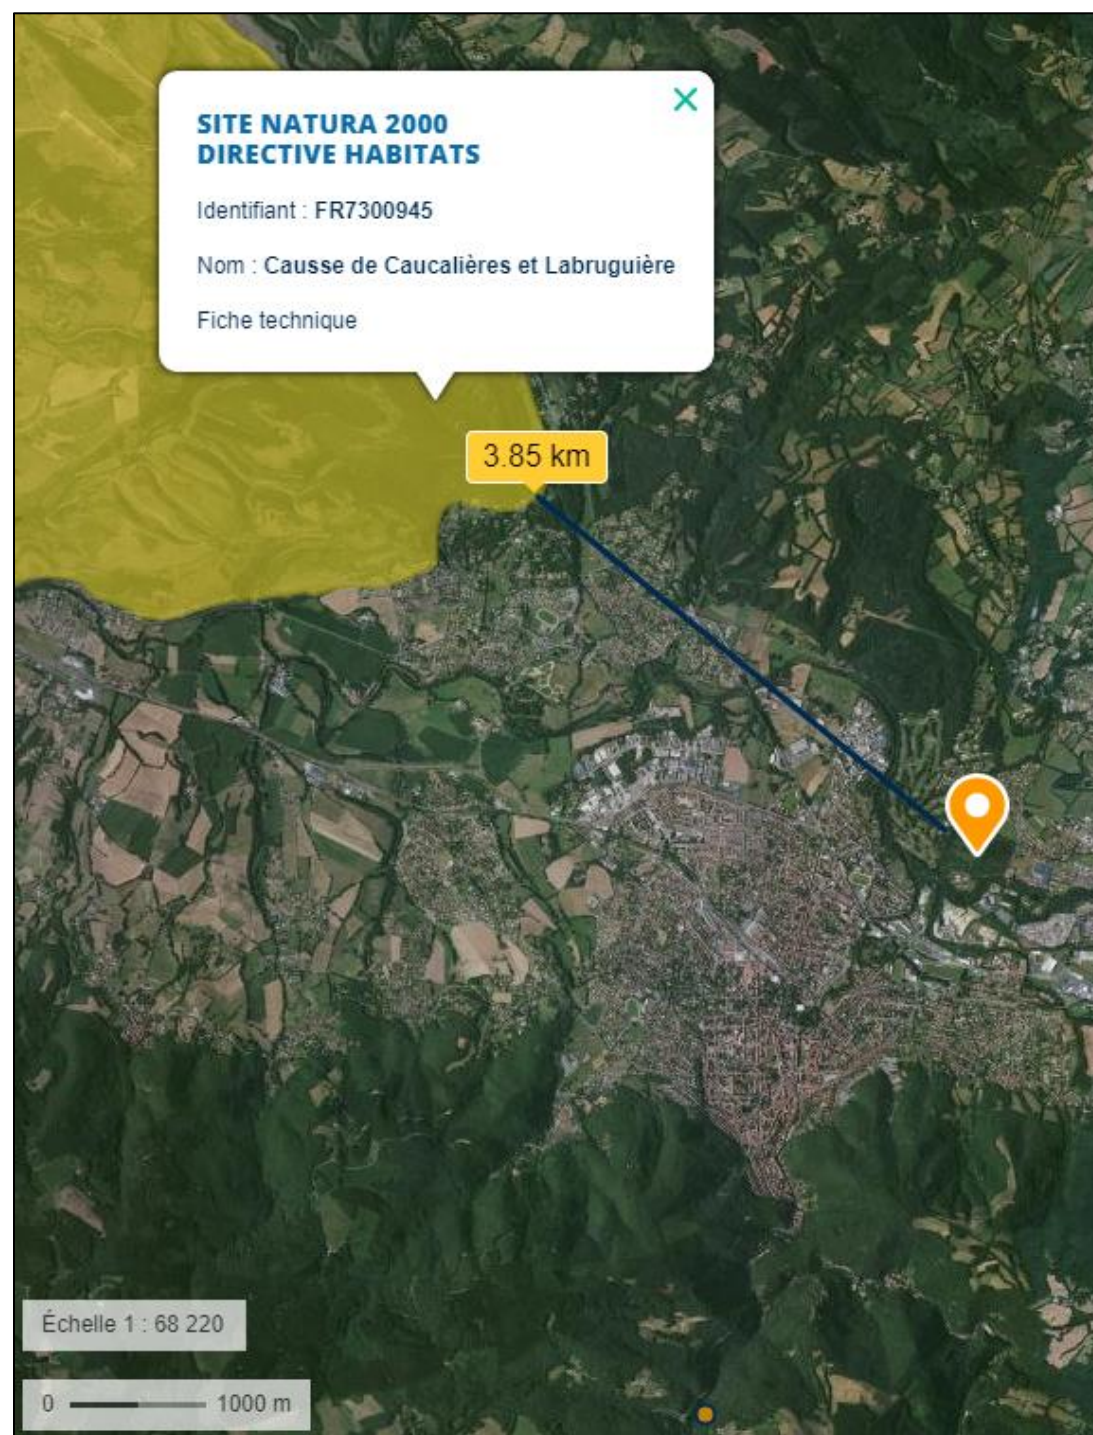 SITE NATURA 2000
DIRECTIVE HABITATS
Identifiant : FR7300945
Nom : Causse de Caucalières et Labruguière
Fiche technique
3.85 km
Échelle 1 : 68 220
0 1000 m